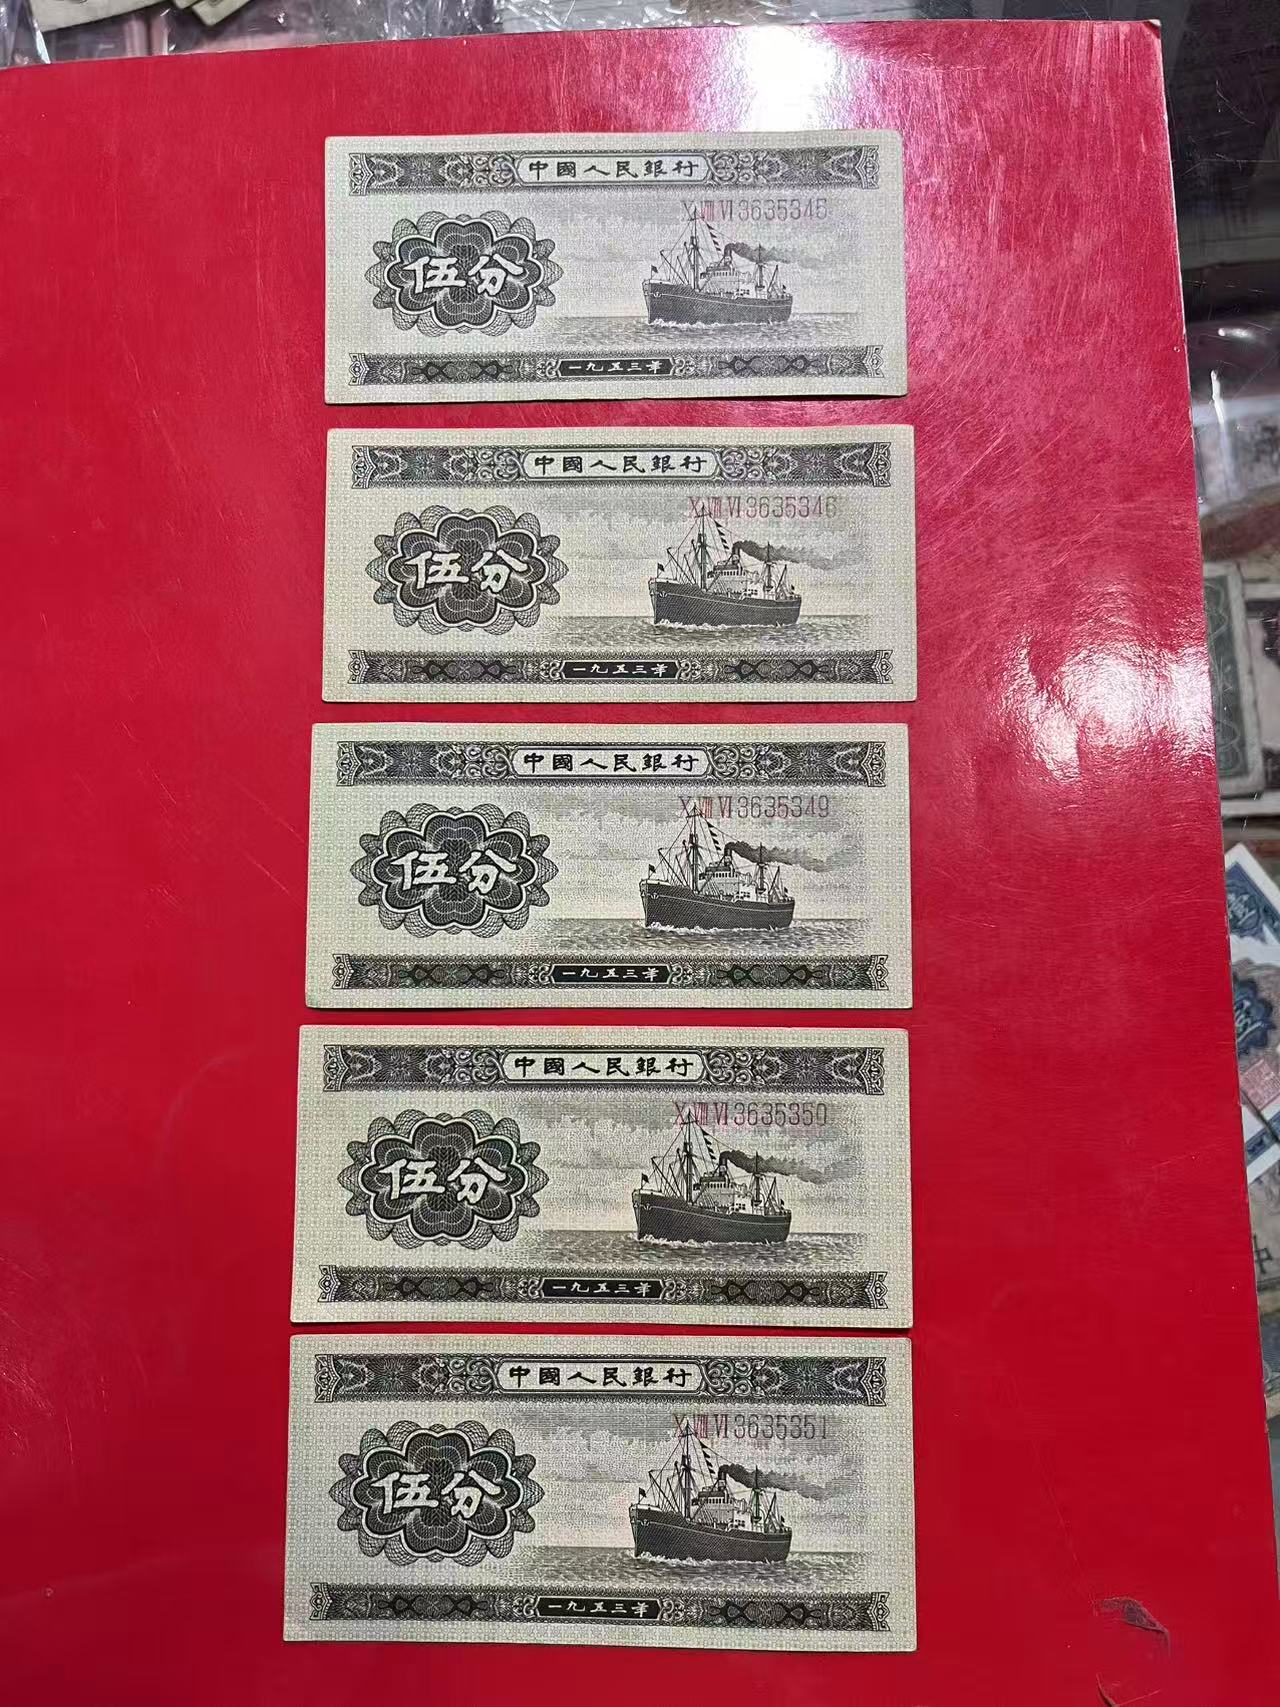 中國人民銀行
X VIII VI 3635345
伍分
一九五三年
中國人民銀行
X VIII VI 3635346
伍分
一九五三年
中國人民銀行
X VIII VI 3635349
伍分
一九五三年
中國人民銀行
X VIII VI 3635350
伍分
一九五三年
中國人民銀行
X VIII VI 3635351
伍分
一九五三年